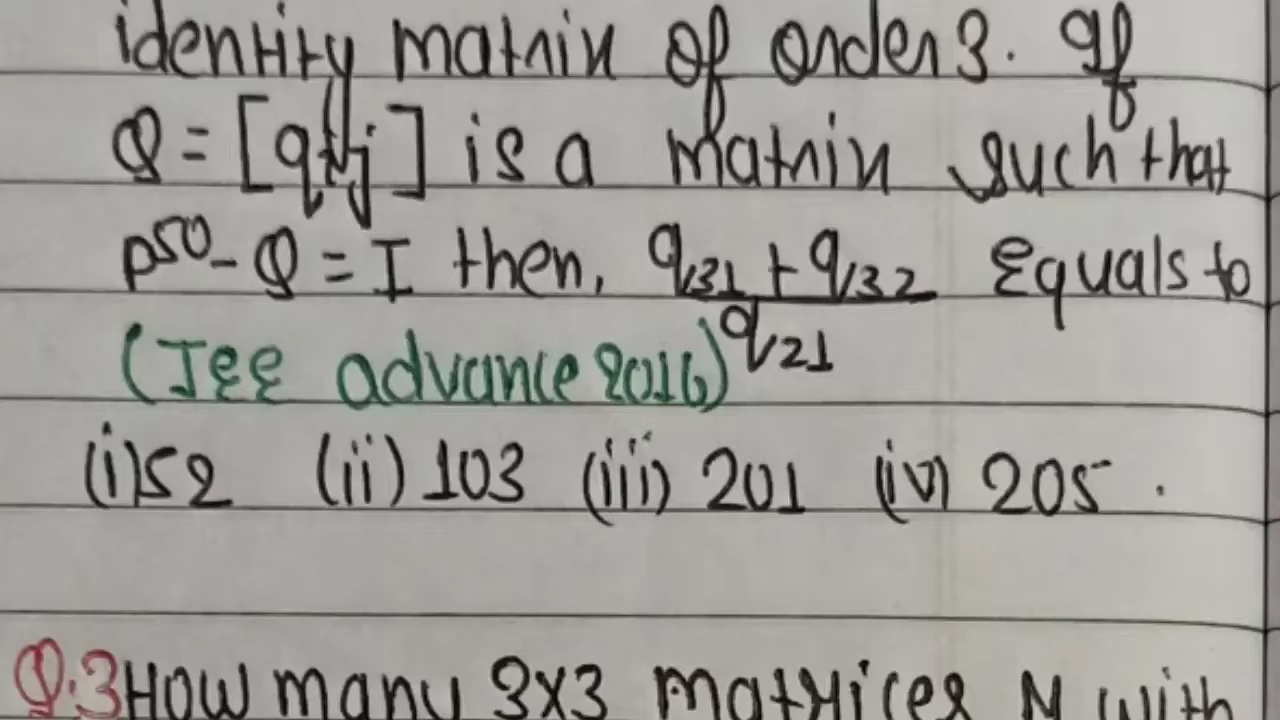 identity matrix of order 3. If
Q = [qij] is a matrix such that
P50 - Q = I then, q31 + q32 Equals to
q21
(JEE advance 2016)
(i) 52 (ii) 103 (iii) 201 (iv) 205.
Q.3 How many 3x3 matrices M with